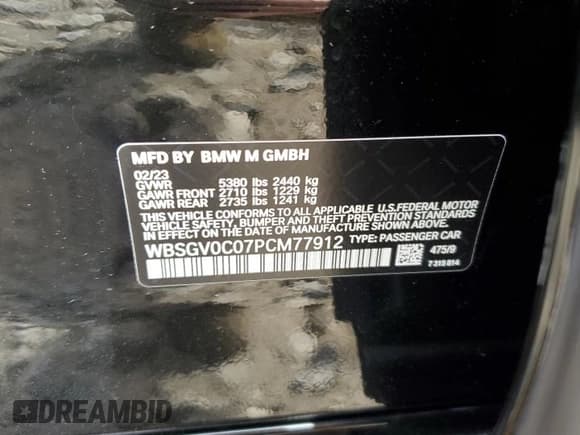 MFD BY BMW M GMBH
02/23
GVWR 5380 lbs 2440 kg
GAWR FRONT 2710 lbs 1229 kg
GAWR REAR 2735 lbs 1241 kg
THIS VEHICLE CONFORMS TO ALL APPLICABLE U.S.FEDERAL MOTOR
VEHICLE SAFETY, BUMPER AND THEFT PREVENTION
STANDARDS IN EFFECT ON THE DATE OF MANUFACTURE SHOWN ABOVE.
WBSGV0C07PCM77912 TYPE: PASSENGER CAR
475/9
7 313 814
DREAMBID